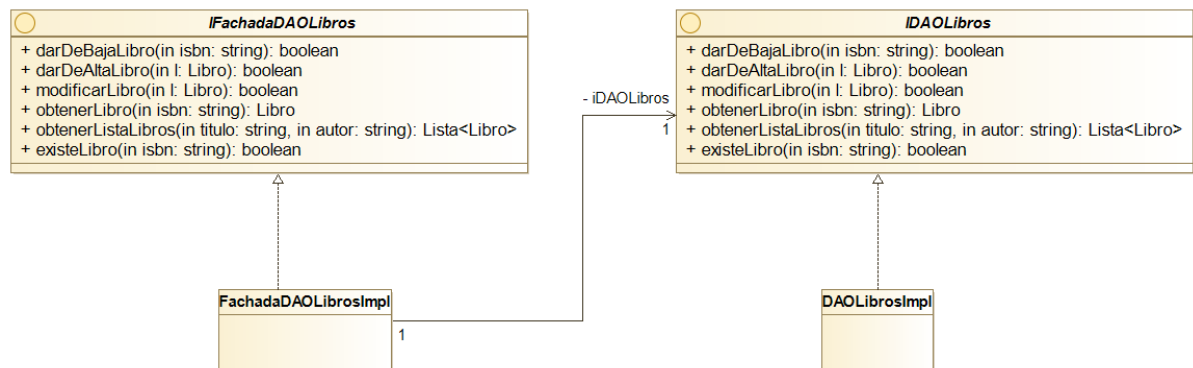 IFachadaDAOLibros
+ darDeBajaLibro(in isbn: string): boolean
+ darDeAltaLibro(in l: Libro): boolean
+ modificarLibro(in l: Libro): boolean
+ obtenerLibro(in isbn: string): Libro
+ obtenerListaLibros(in titulo: string, in autor: string): Lista<Libro>
+ existeLibro(in isbn: string): boolean
IDAOLibros
+ darDeBajaLibro(in isbn: string): boolean
+ darDeAltaLibro(in l: Libro): boolean
+ modificarLibro(in l: Libro): boolean
+ obtenerLibro(in isbn: string): Libro
+ obtenerListaLibros(in titulo: string, in autor: string): Lista<Libro>
+ existeLibro(in isbn: string): boolean
- iDAOLibros
1
FachadaDAOLibrosImpl
1
DAOLibrosImpl